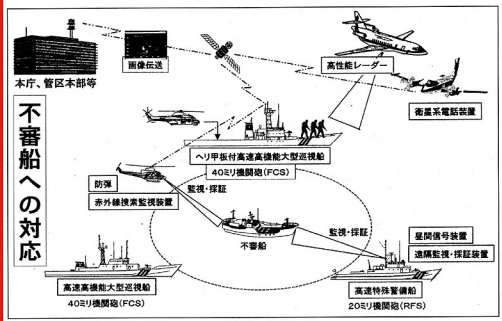 不審船への対応
本庁、管区本部等
画像伝送
高性能レーダー
衛星系電話装置
ヘリ甲板付高速高機能大型巡視船
40ミリ機関砲(FCS)
防弾
赤外線捜索監視装置
監視・採証
監視・採証
不審船
昼間信号装置
遠隔監視・採証装置
高速高機能大型巡視船
40ミリ機関砲(FCS)
高速特殊警備船
20ミリ機関砲(RFS)